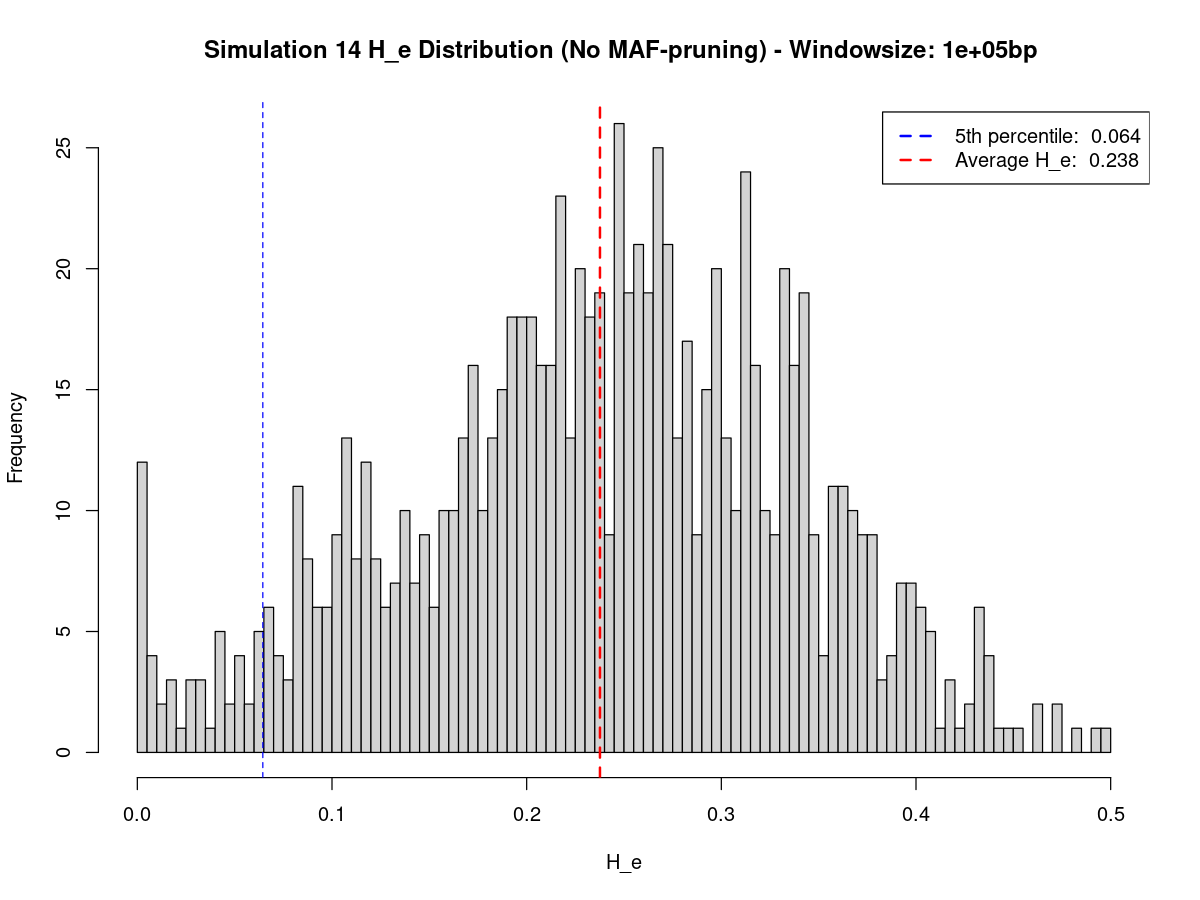 Simulation 14 H_e Distribution (No MAF-pruning) - Windowsize: 1e+05bp
5th percentile: 0.064
Average H_e: 0.238
Frequency
25
20
15
10
5
0
0.0 0.1 0.2 0.3 0.4 0.5
H_e